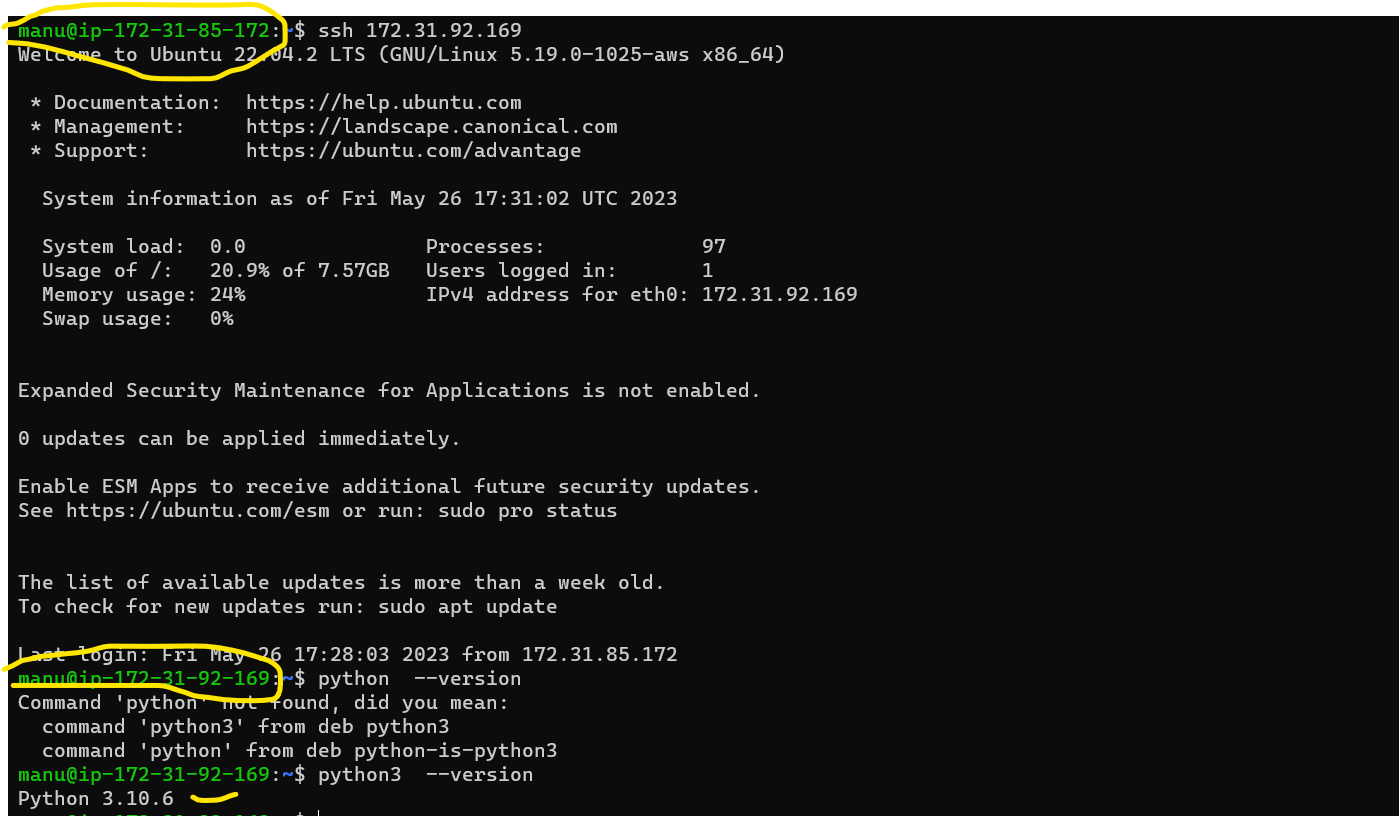 manu@ip-172-31-85-172:~$ ssh 172.31.92.169
Welcome to Ubuntu 22.04.2 LTS (GNU/Linux 5.19.0-1025-aws x86_64)
* Documentation:  https://help.ubuntu.com
* Management:     https://landscape.canonical.com
* Support:        https://ubuntu.com/advantage
System information as of Fri May 26 17:31:02 UTC 2023
System load:  0.0               Processes:             97
Usage of /:   20.9% of 7.57GB   Users logged in:       1
Memory usage: 24%               IPv4 address for eth0: 172.31.92.169
Swap usage:   0%
Expanded Security Maintenance for Applications is not enabled.
0 updates can be applied immediately.
Enable ESM Apps to receive additional future security updates.
See https://ubuntu.com/esm or run: sudo pro status
The list of available updates is more than a week old.
To check for new updates run: sudo apt update
Last login: Fri May 26 17:28:03 2023 from 172.31.85.172
manu@ip-172-31-92-169:~$ python  --version
Command 'python' not found, did you mean:
command 'python3' from deb python3
command 'python' from deb python-is-python3
manu@ip-172-31-92-169:~$ python3  --version
Python 3.10.6